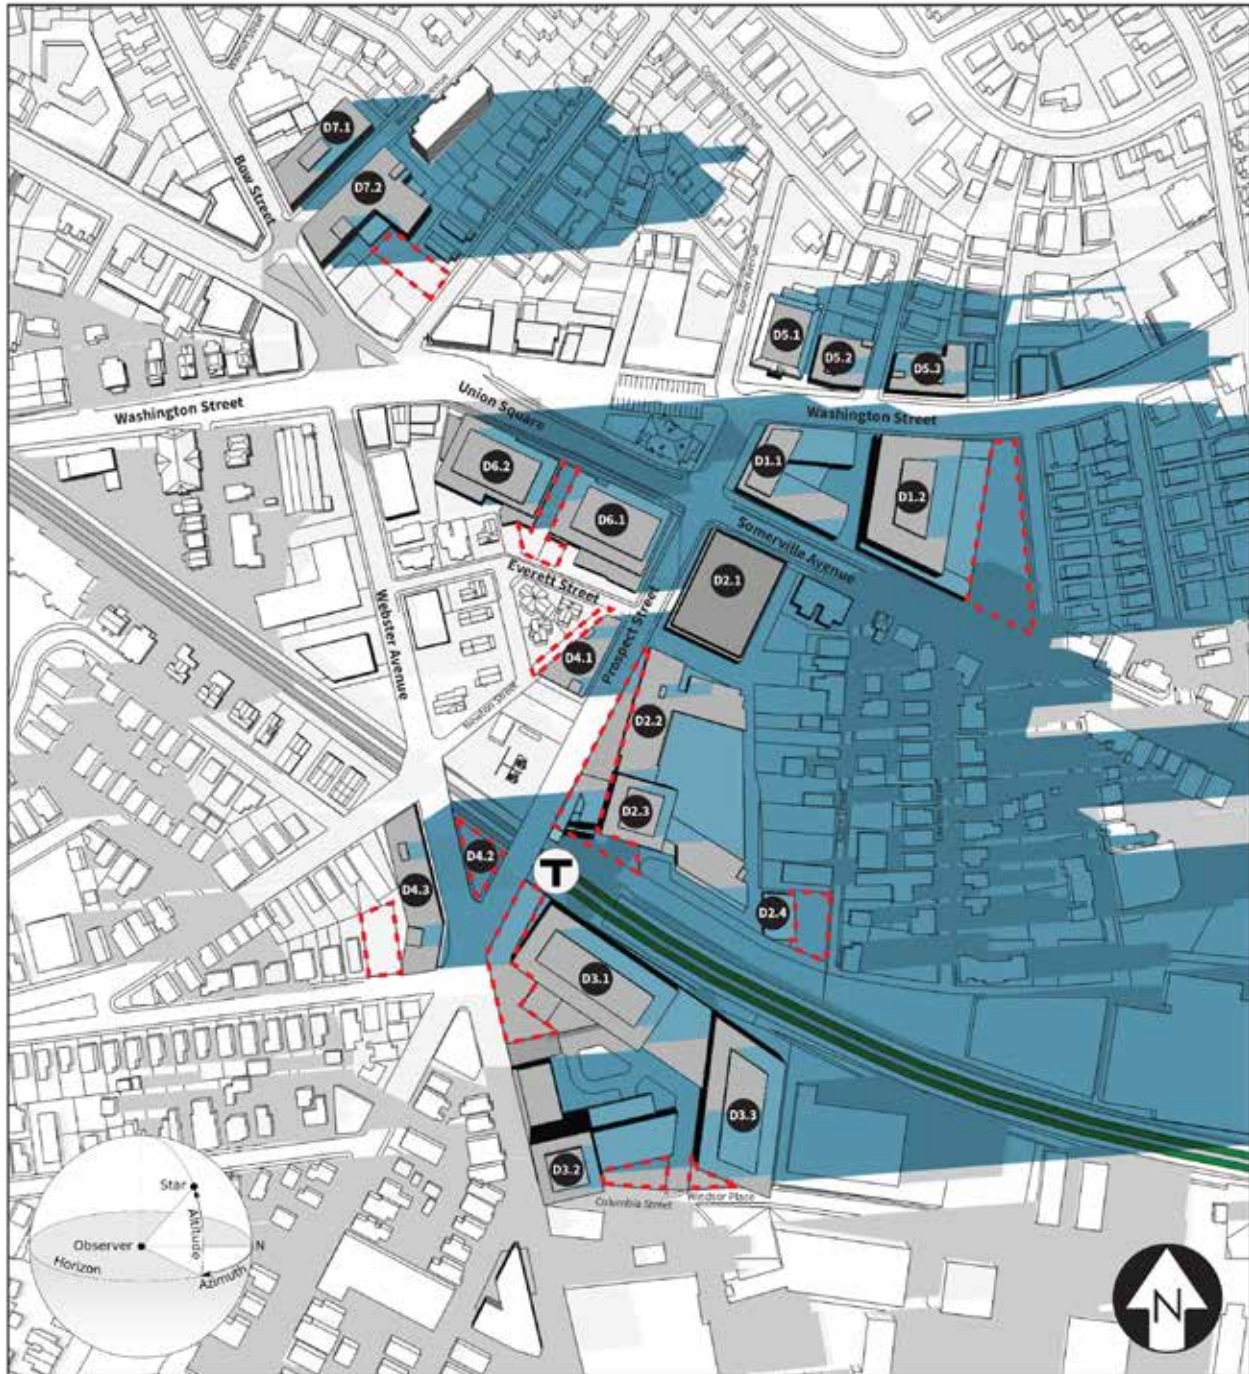 D7.1
Bow Street
D7.2
D5.1
D5.2
D5.3
Washington Street
Union Square
Washington Street
D6.2
D1.1
D1.2
D6.1
Somerville Avenue
D2.1
Everett Street
Webster Avenue
Prospect Street
D4.1
D2.2
D2.3
D4.2
T
D4.3
D2.4
D3.1
D3.3
D3.2
Columbia Street
Windsor Place
Star
Altitude
Observer
N
Horizon
Azimuth
N